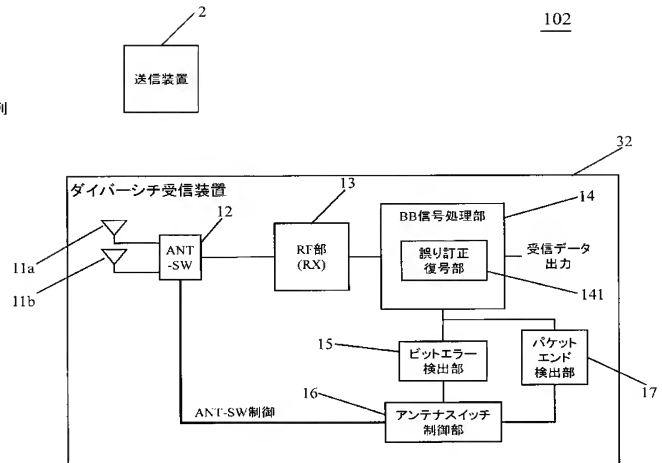 2
102
送信装置
列
32
ダイバーシチ受信装置
12
13
14
11a
11b
ANT
-SW
RF部
(RX)
BB信号処理部
誤り訂正
復号部
受信データ
出力
141
15
ビットエラー
検出部
パケット
エンド
検出部
17
ANT-SW制御
16
アンテナスイッチ
制御部